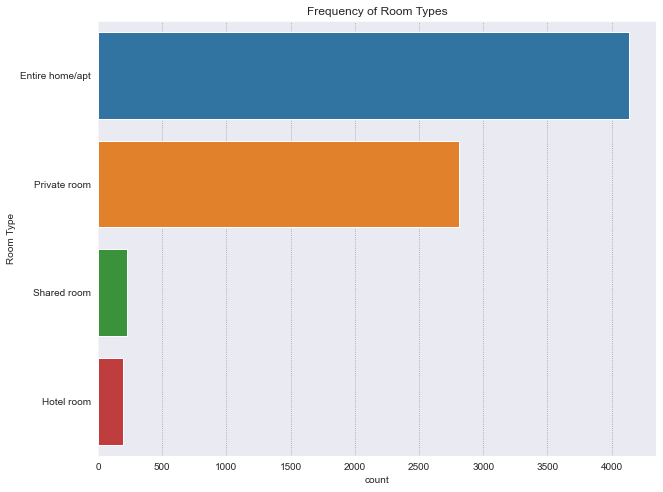 Frequency of Room Types
Entire home/apt
Private room
Shared room
Hotel room
Room Type
0 500 1000 1500 2000 2500 3000 3500 4000
count